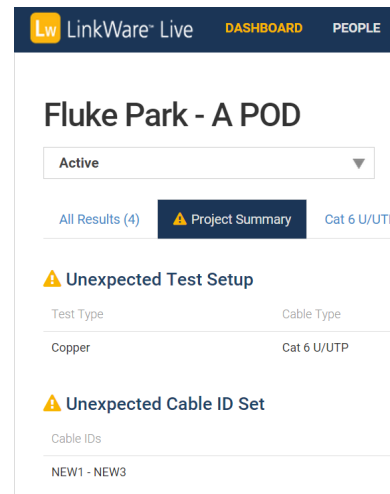 Lw LinkWare™ Live DASHBOARD PEOPLE
Fluke Park - A POD
Active
All Results (4) Project Summary Cat 6 U/UTP
Unexpected Test Setup
Test Type Cable Type
Copper Cat 6 U/UTP
Unexpected Cable ID Set
Cable IDs
NEW1 - NEW3